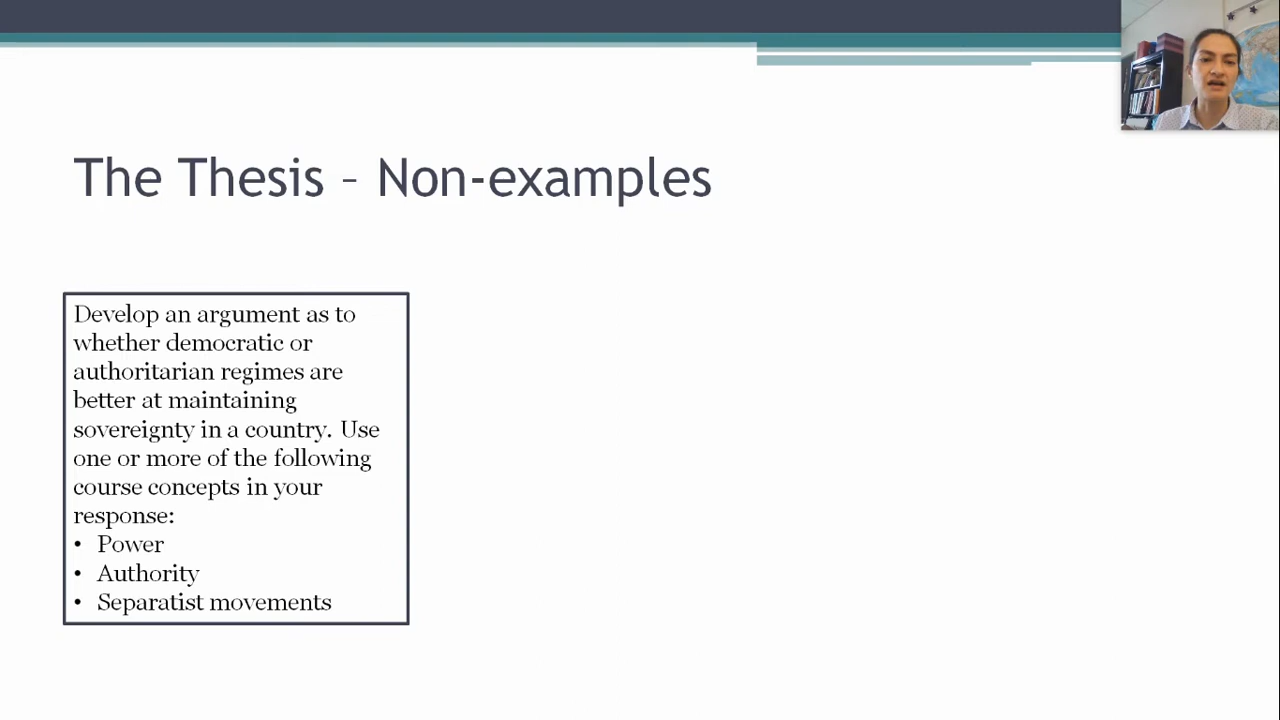 The Thesis – Non-examples
Develop an argument as to
whether democratic or
authoritarian regimes are
better at maintaining
sovereignty in a country. Use
one or more of the following
course concepts in your
response:
• Power
• Authority
• Separatist movements